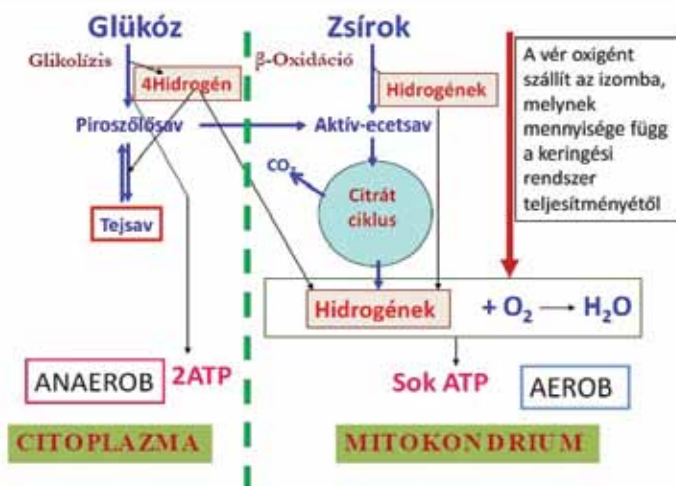 Glükóz
Zsírok
Glikolízis
4Hidrogén
β-Oxidáció
Hidrogének
A vér oxigént
szállít az izomba,
melynek
mennyisége függ
a keringési
rendszer
teljesítményétől
Piroszőlősav
Aktív-ecetsav
CO₂
Citrát
ciklus
Tejsav
Hidrogének
+ O₂ → H₂O
ANAEROB
2ATP
Sok ATP
AEROB
CITOPLAZMA
MITOKONDRIUM